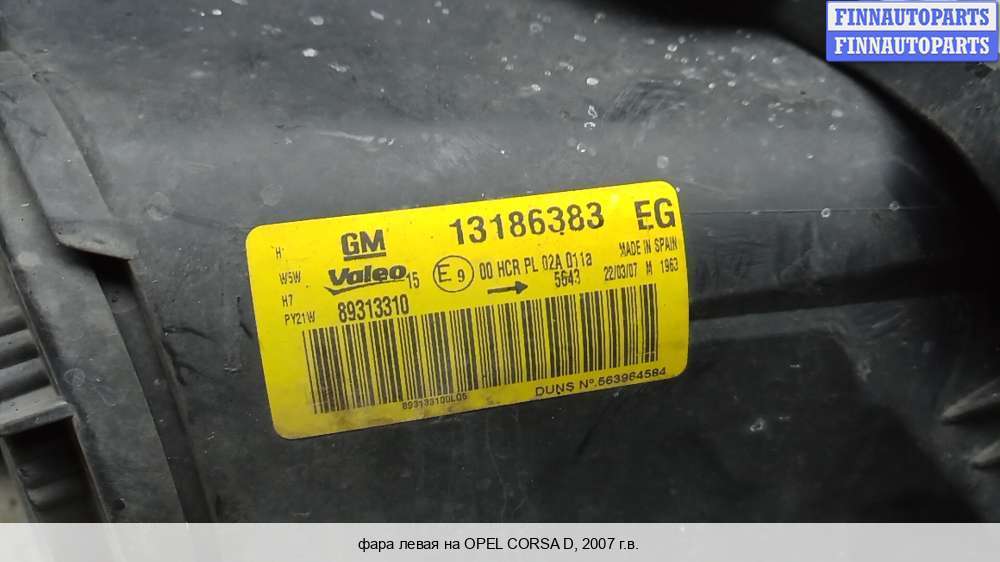 FINNAUTOPARTS
FINNAUTOPARTS
GM 13186383 EG
H
W5W Valeo 15 E9 00 HCR PL 02A 0118 MADE IN SPAIN
H7 5643 22/03/07 M 1963
PY21W 89313310
DUNS Nº.563964584
фара левая на OPEL CORSA D, 2007 г.в.